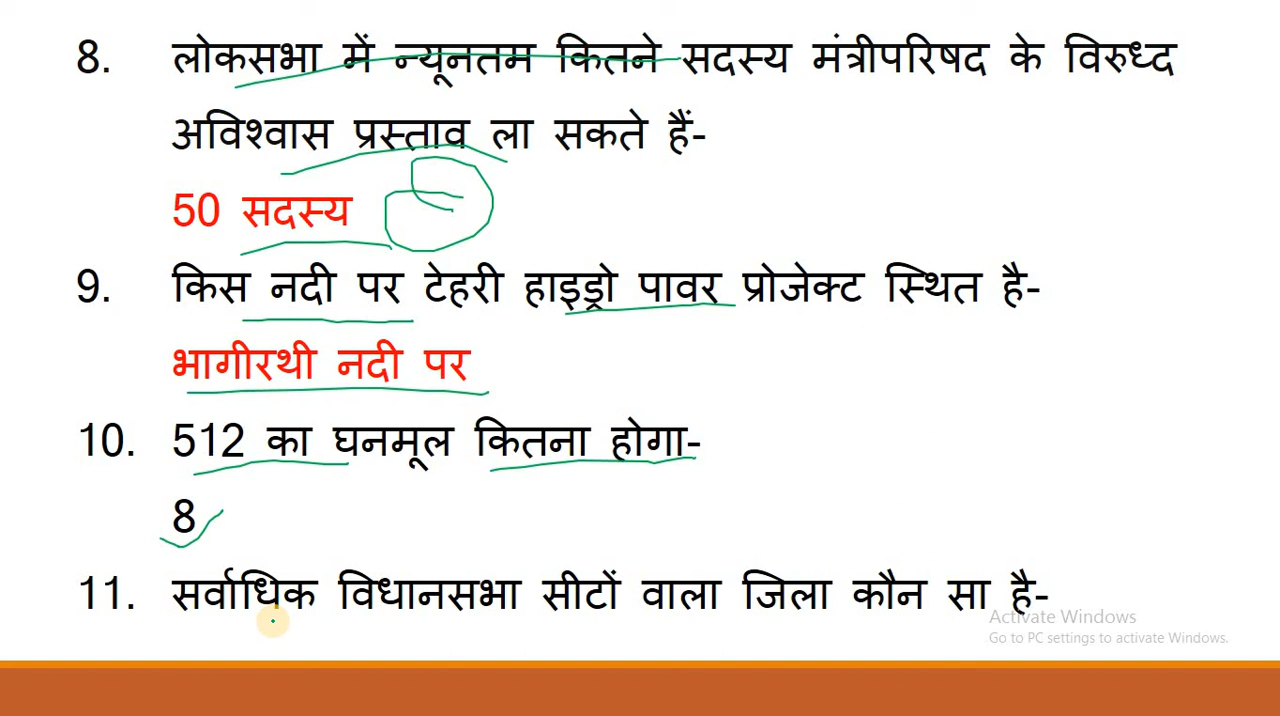 8. लोकसभा में न्यूनतम कितने सदस्य मंत्रीपरिषद के विरुध्द
अविश्वास प्रस्ताव ला सकते हैं-
50 सदस्य
9. किस नदी पर टेहरी हाइड्रो पावर प्रोजेक्ट स्थित है-
भागीरथी नदी पर
10. 512 का घनमूल कितना होगा-
8
11. सर्वाधिक विधानसभा सीटों वाला जिला कौन सा है-
Activate Windows
Go to PC settings to activate Windows.